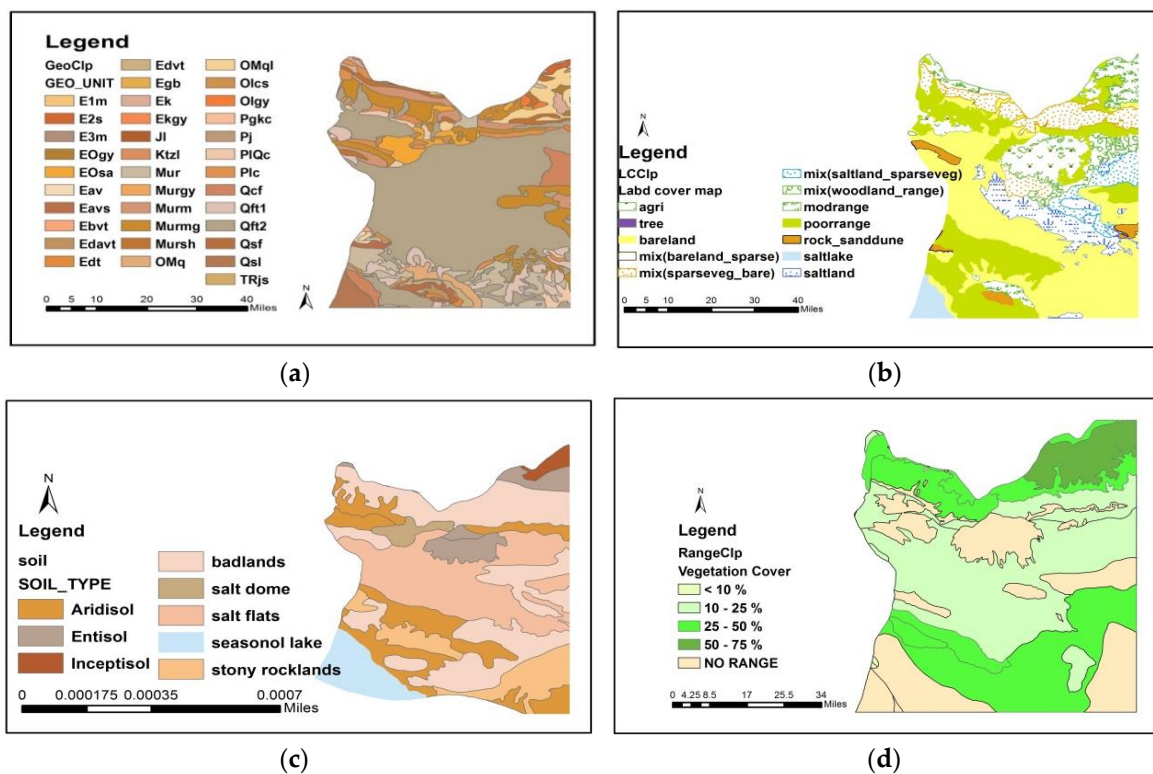 Legend
GeoClp
GEO_UNIT
E1m
E2s
E3m
EOgy
EOsa
Eav
Eavs
Ebvt
Edavt
Edt
Edvt
Egb
Ek
Ekgy
Jl
Ktzl
Mur
Murgy
Murm
Murmg
Mursh
OMq
OMql
Olcs
Olgy
Pgkc
Pj
PlQc
Plc
Qcf
Qft1
Qft2
Qsf
Qsl
TRjs
0 5 10 20 30 40
Miles
N
(a)
N
Legend
LCClp
Labd cover map
agri
tree
bareland
mix(bareland_sparse)
mix(sparseveg_bare)
mix(saltland_sparseveg)
mix(woodland_range)
modrange
poorrange
rock_sanddune
saltlake
saltland
0 5 10 20 30 40
Miles
(b)
N
Legend
soil
SOIL_TYPE
Aridisol
Entisol
Inceptisol
badlands
salt dome
salt flats
seasonol lake
stony rocklands
0 0.000175 0.00035 0.0007
Miles
(c)
N
Legend
RangeClp
Vegetation Cover
< 10 %
10 - 25 %
25 - 50 %
50 - 75 %
NO RANGE
0 4.25 8.5 17 25.5 34
Miles
(d)